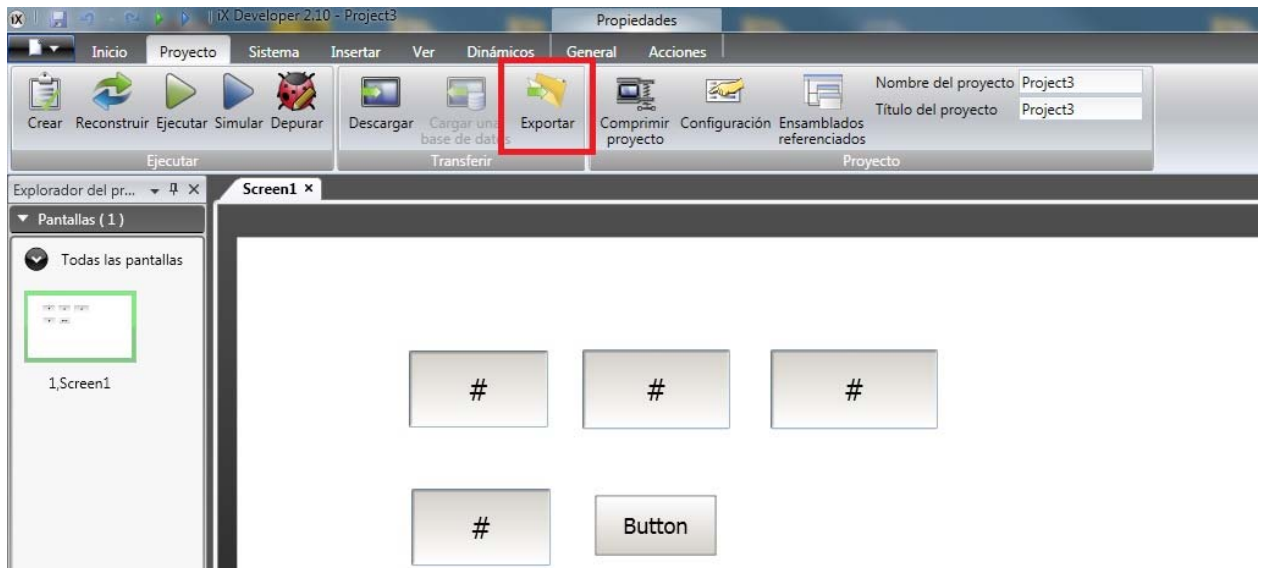 iX Developer 2.10 - Project3
Propiedades
Inicio Proyecto Sistema Insertar Ver Dinámicos General Acciones
Crear Reconstruir Ejecutar Simular Depurar Descargar Cargar una base de datos Exportar Comprimir proyecto Configuración Ensamblados referenciados
Nombre del proyecto Project3
Título del proyecto Project3
Ejecutar Transferir Proyecto
Explorador del pr... Screen1 ×
Pantallas ( 1 )
Todas las pantallas
1,Screen1
# # #
# Button